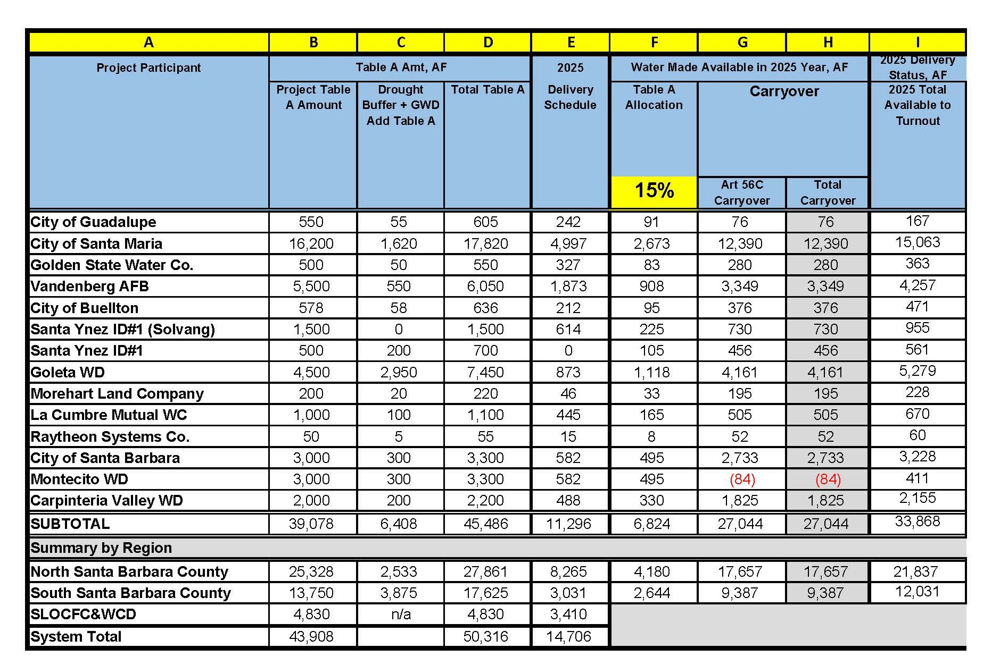 A B C D E F G H I
Project Participant Table A Amt, AF 2025 Water Made Available in 2025 Year, AF 2025 Delivery Status, AF
Project Table A Amount Drought Buffer + GWD Add Table A Total Table A Delivery Schedule Table A Allocation Carryover 2025 Total Available to Turnout
15% Art 56C Carryover Total Carryover
City of Guadalupe 550 55 605 242 91 76 76 167
City of Santa Maria 16,200 1,620 17,820 4,997 2,673 12,390 12,390 15,063
Golden State Water Co. 500 50 550 327 83 280 280 363
Vandenberg AFB 5,500 550 6,050 1,873 908 3,349 3,349 4,257
City of Buellton 578 58 636 212 95 376 376 471
Santa Ynez ID#1 (Solvang) 1,500 0 1,500 614 225 730 730 955
Santa Ynez ID#1 500 200 700 0 105 456 456 561
Goleta WD 4,500 2,950 7,450 873 1,118 4,161 4,161 5,279
Morehart Land Company 200 20 220 46 33 195 195 228
La Cumbre Mutual WC 1,000 100 1,100 445 165 505 505 670
Raytheon Systems Co. 50 5 55 15 8 52 52 60
City of Santa Barbara 3,000 300 3,300 582 495 2,733 2,733 3,228
Montecito WD 3,000 300 3,300 582 495 (84) (84) 411
Carpinteria Valley WD 2,000 200 2,200 488 330 1,825 1,825 2,155
SUBTOTAL 39,078 6,408 45,486 11,296 6,824 27,044 27,044 33,868
Summary by Region
North Santa Barbara County 25,328 2,533 27,861 8,265 4,180 17,657 17,657 21,837
South Santa Barbara County 13,750 3,875 17,625 3,031 2,644 9,387 9,387 12,031
SLOCFC&WCD 4,830 n/a 4,830 3,410
System Total 43,908 50,316 14,706